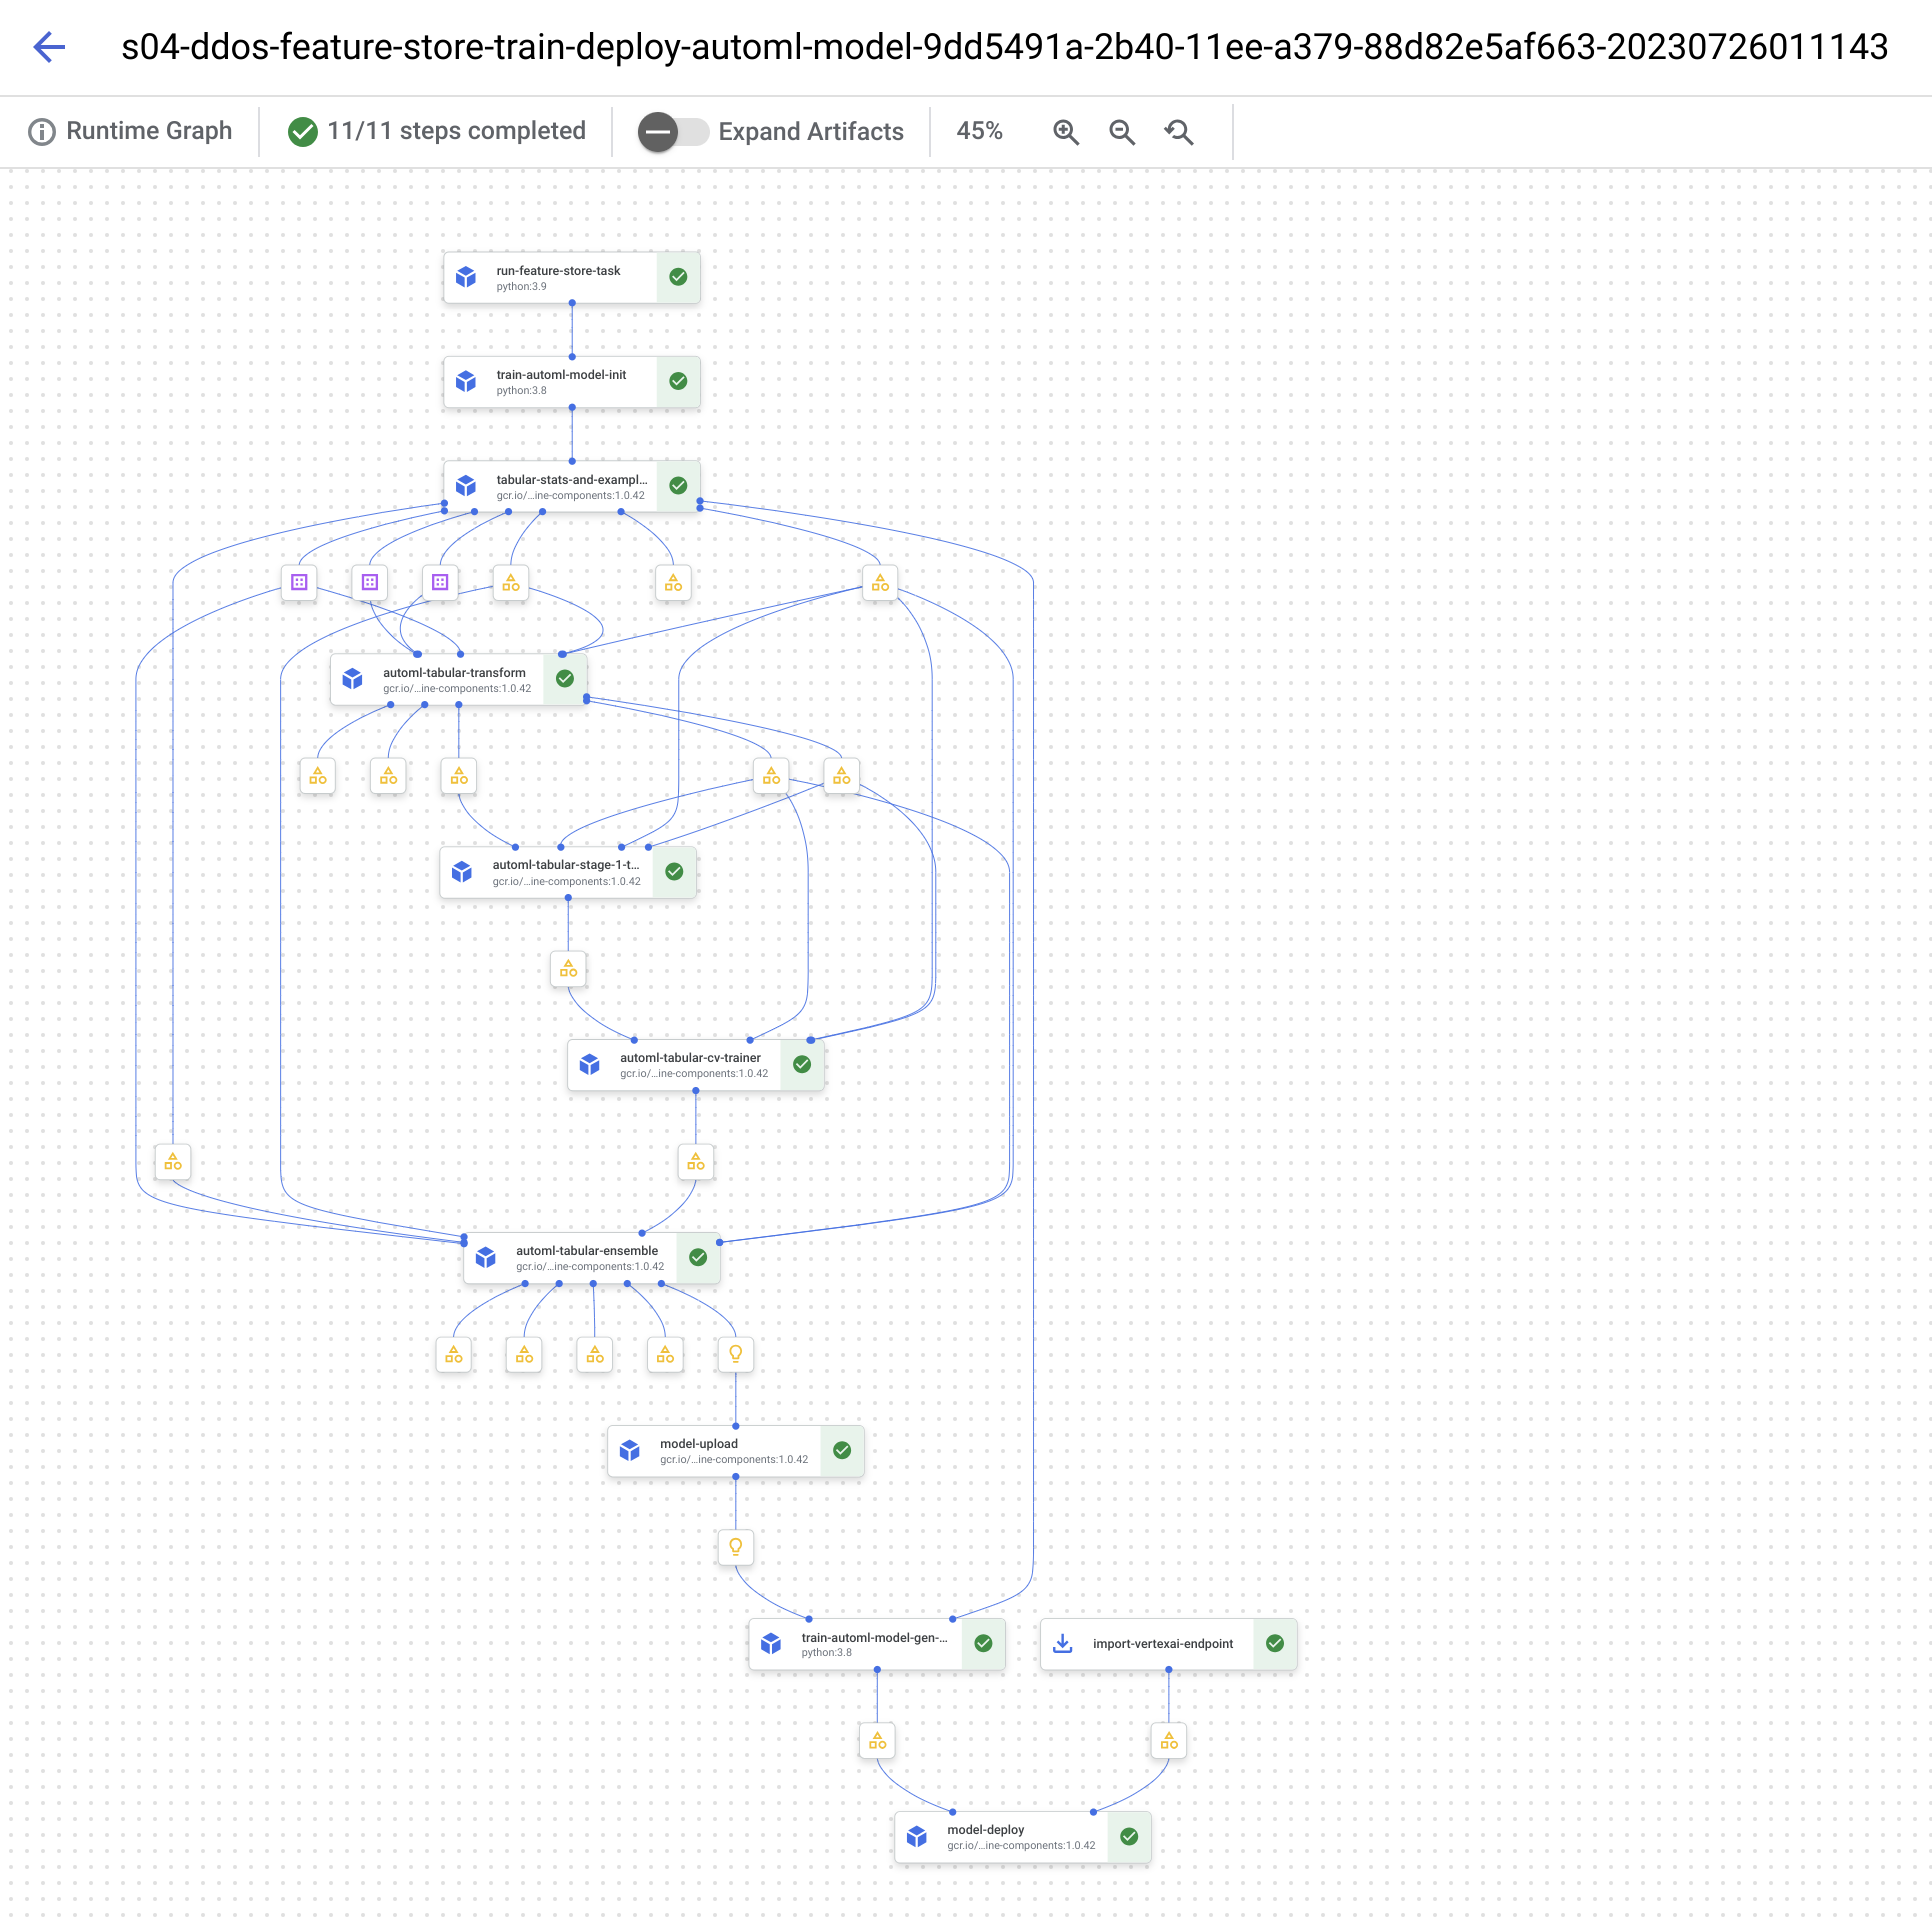 s04-ddos-feature-store-train-deploy-automl-model-9dd5491a-2b40-11ee-a379-88d82e5af663-20230726011143
Runtime Graph
11/11 steps completed
Expand Artifacts
45%
run-feature-store-task
python:3.9
train-automl-model-init
python:3.8
tabular-stats-and-exampl...
gcr.io/...ine-components:1.0.42
automl-tabular-transform
gcr.io/...ine-components:1.0.42
automl-tabular-stage-1-t...
gcr.io/...ine-components:1.0.42
automl-tabular-cv-trainer
gcr.io/...ine-components:1.0.42
automl-tabular-ensemble
gcr.io/...ine-components:1.0.42
model-upload
gcr.io/...ine-components:1.0.42
train-automl-model-gen-...
python:3.8
import-vertexai-endpoint
model-deploy
gcr.io/...ine-components:1.0.42